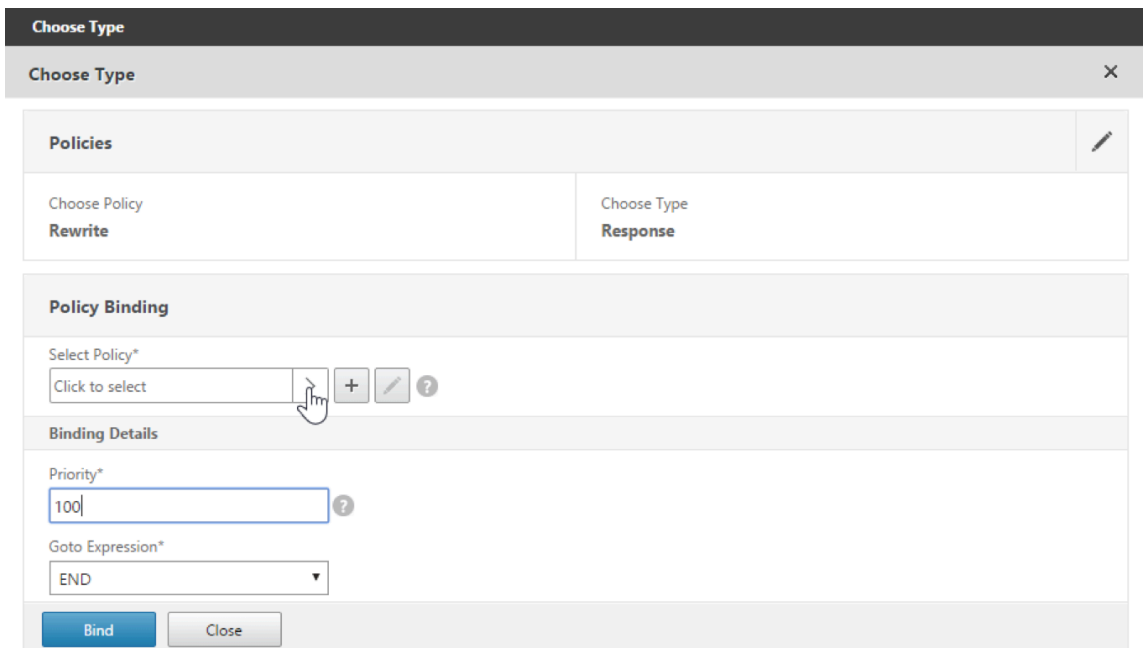 Choose Type
Choose Type
Policies
Choose Policy
Choose Type
Rewrite
Response
Policy Binding
Select Policy*
Click to select
Binding Details
Priority*
100
Goto Expression*
END
Bind
Close